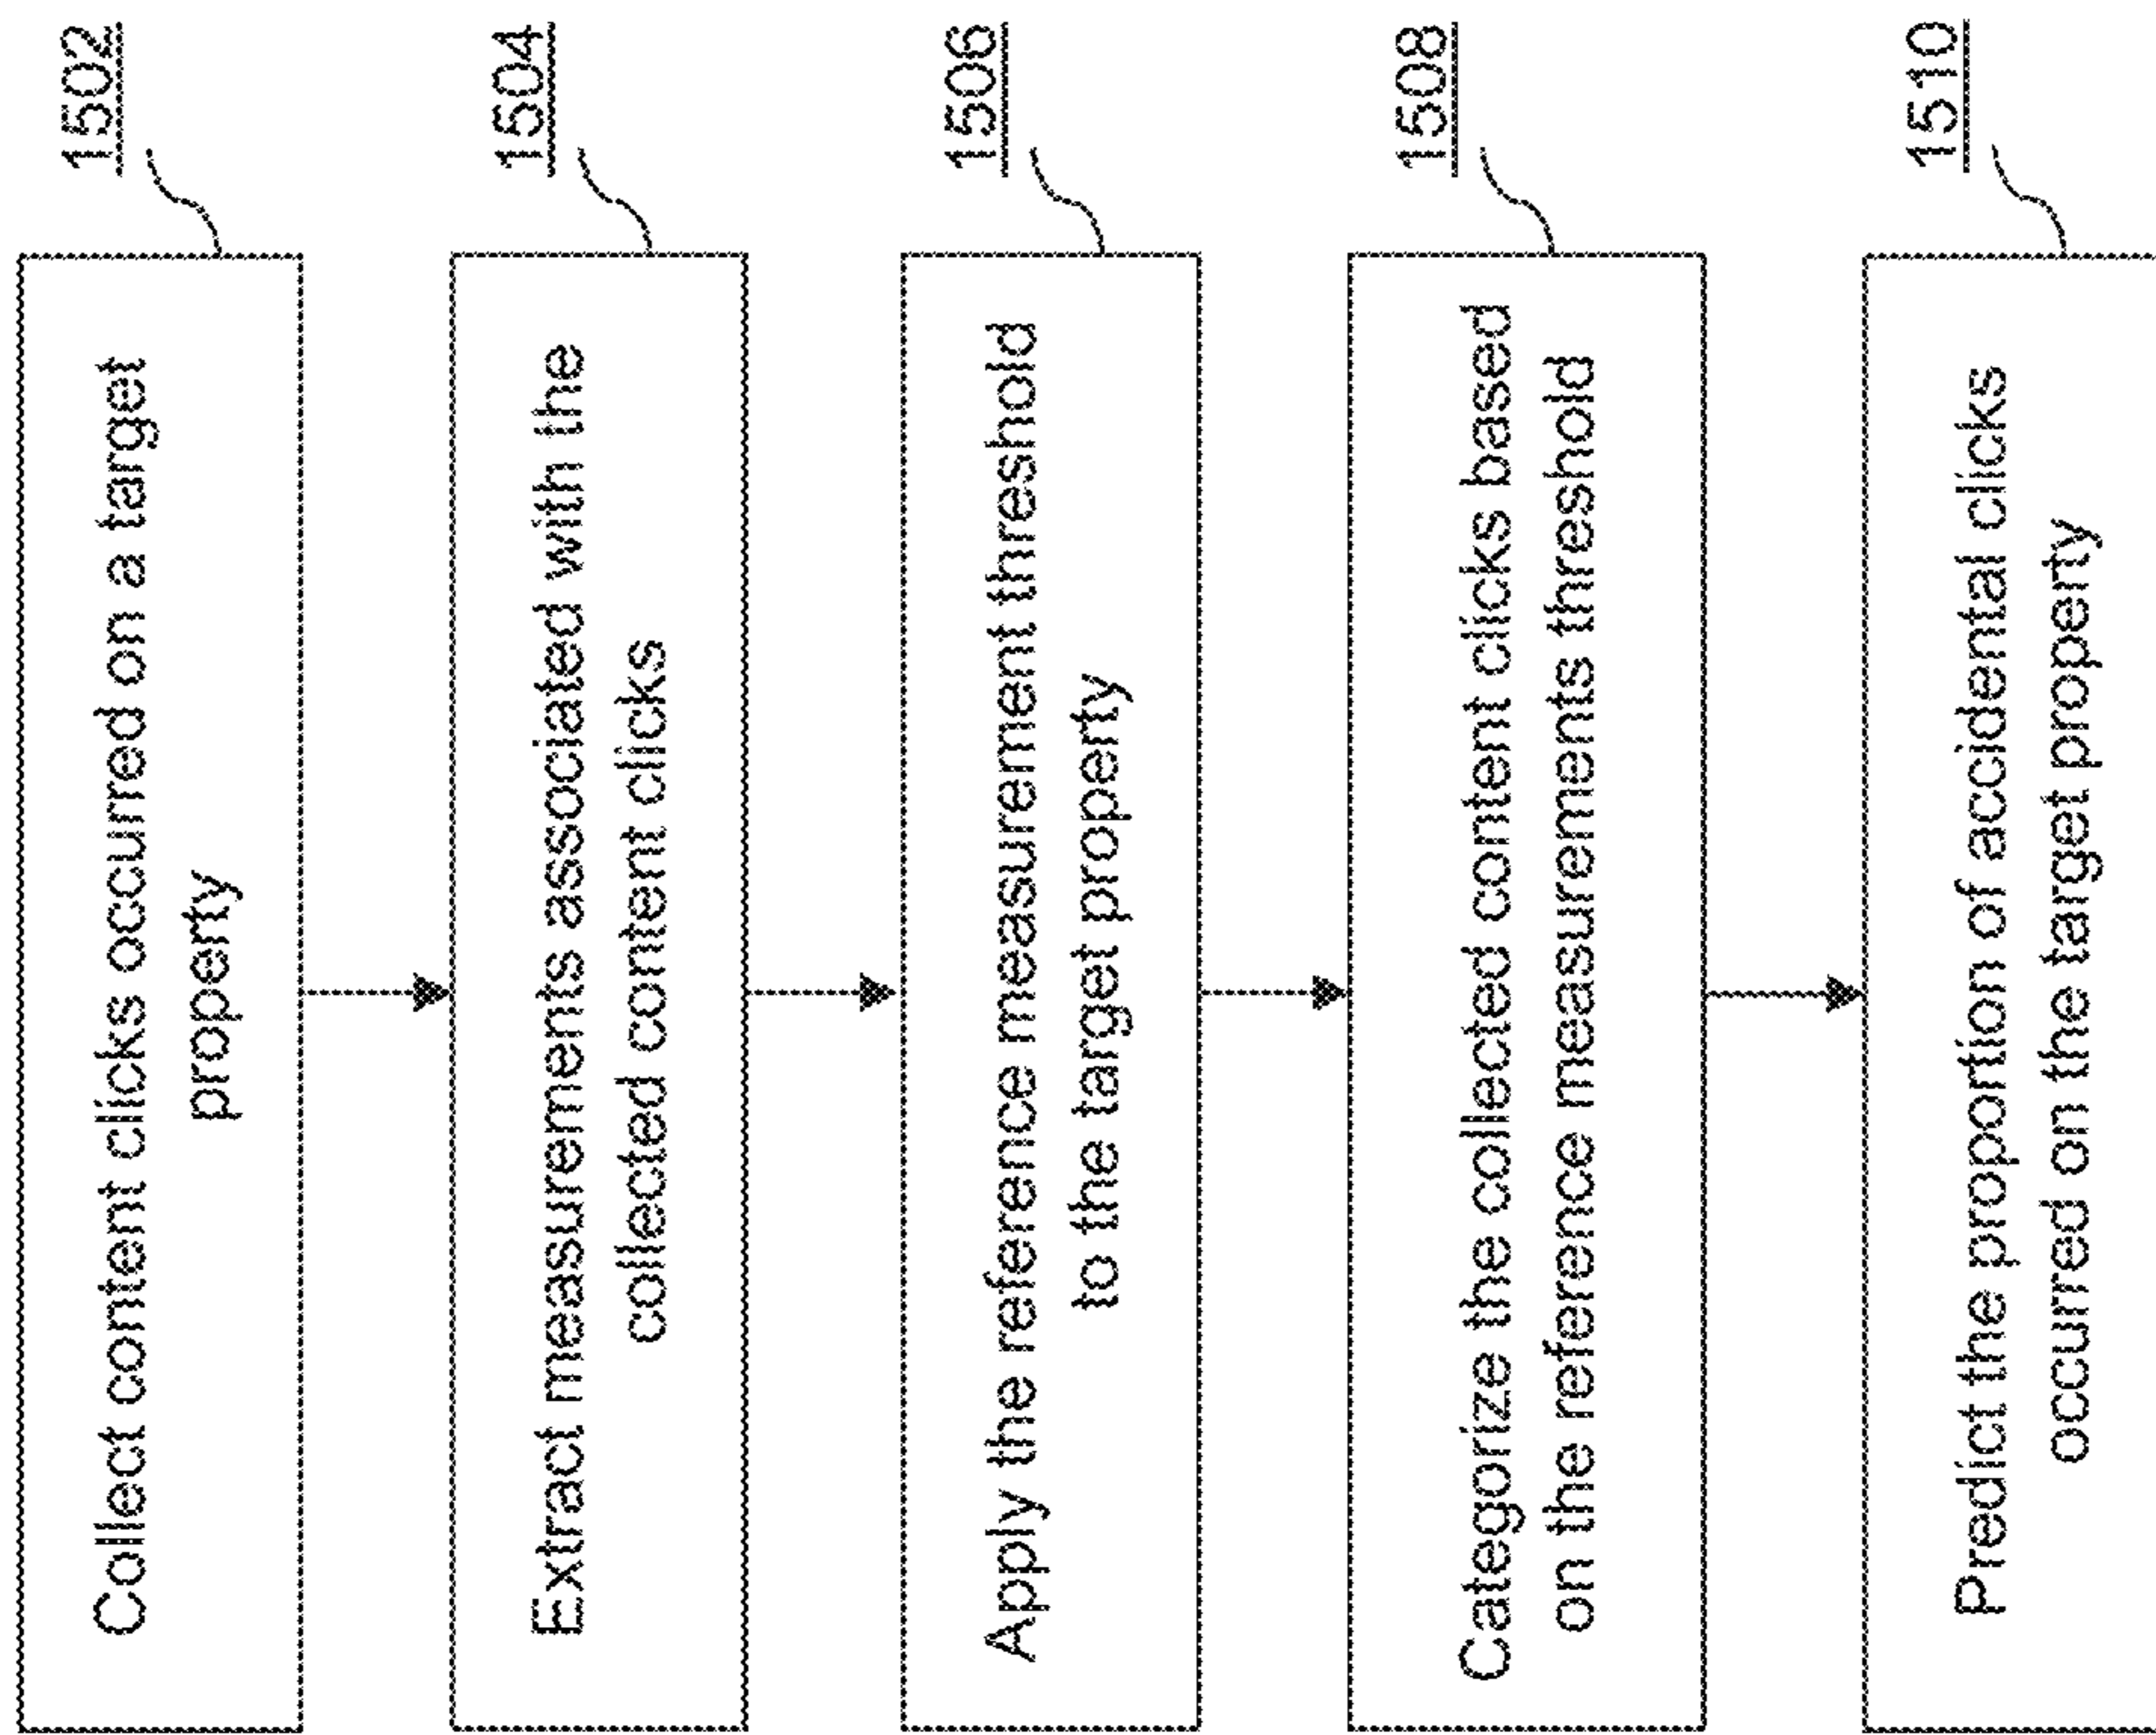 1502
Collect content clicks occurred on a target
property
1504
Extract measurements associated with the
collected content clicks
1506
Apply the reference measurement threshold
to the target property
1508
Categorize the collected content clicks based
on the reference measurements threshold
1510
Predict the proportion of accidental clicks
occurred on the target property